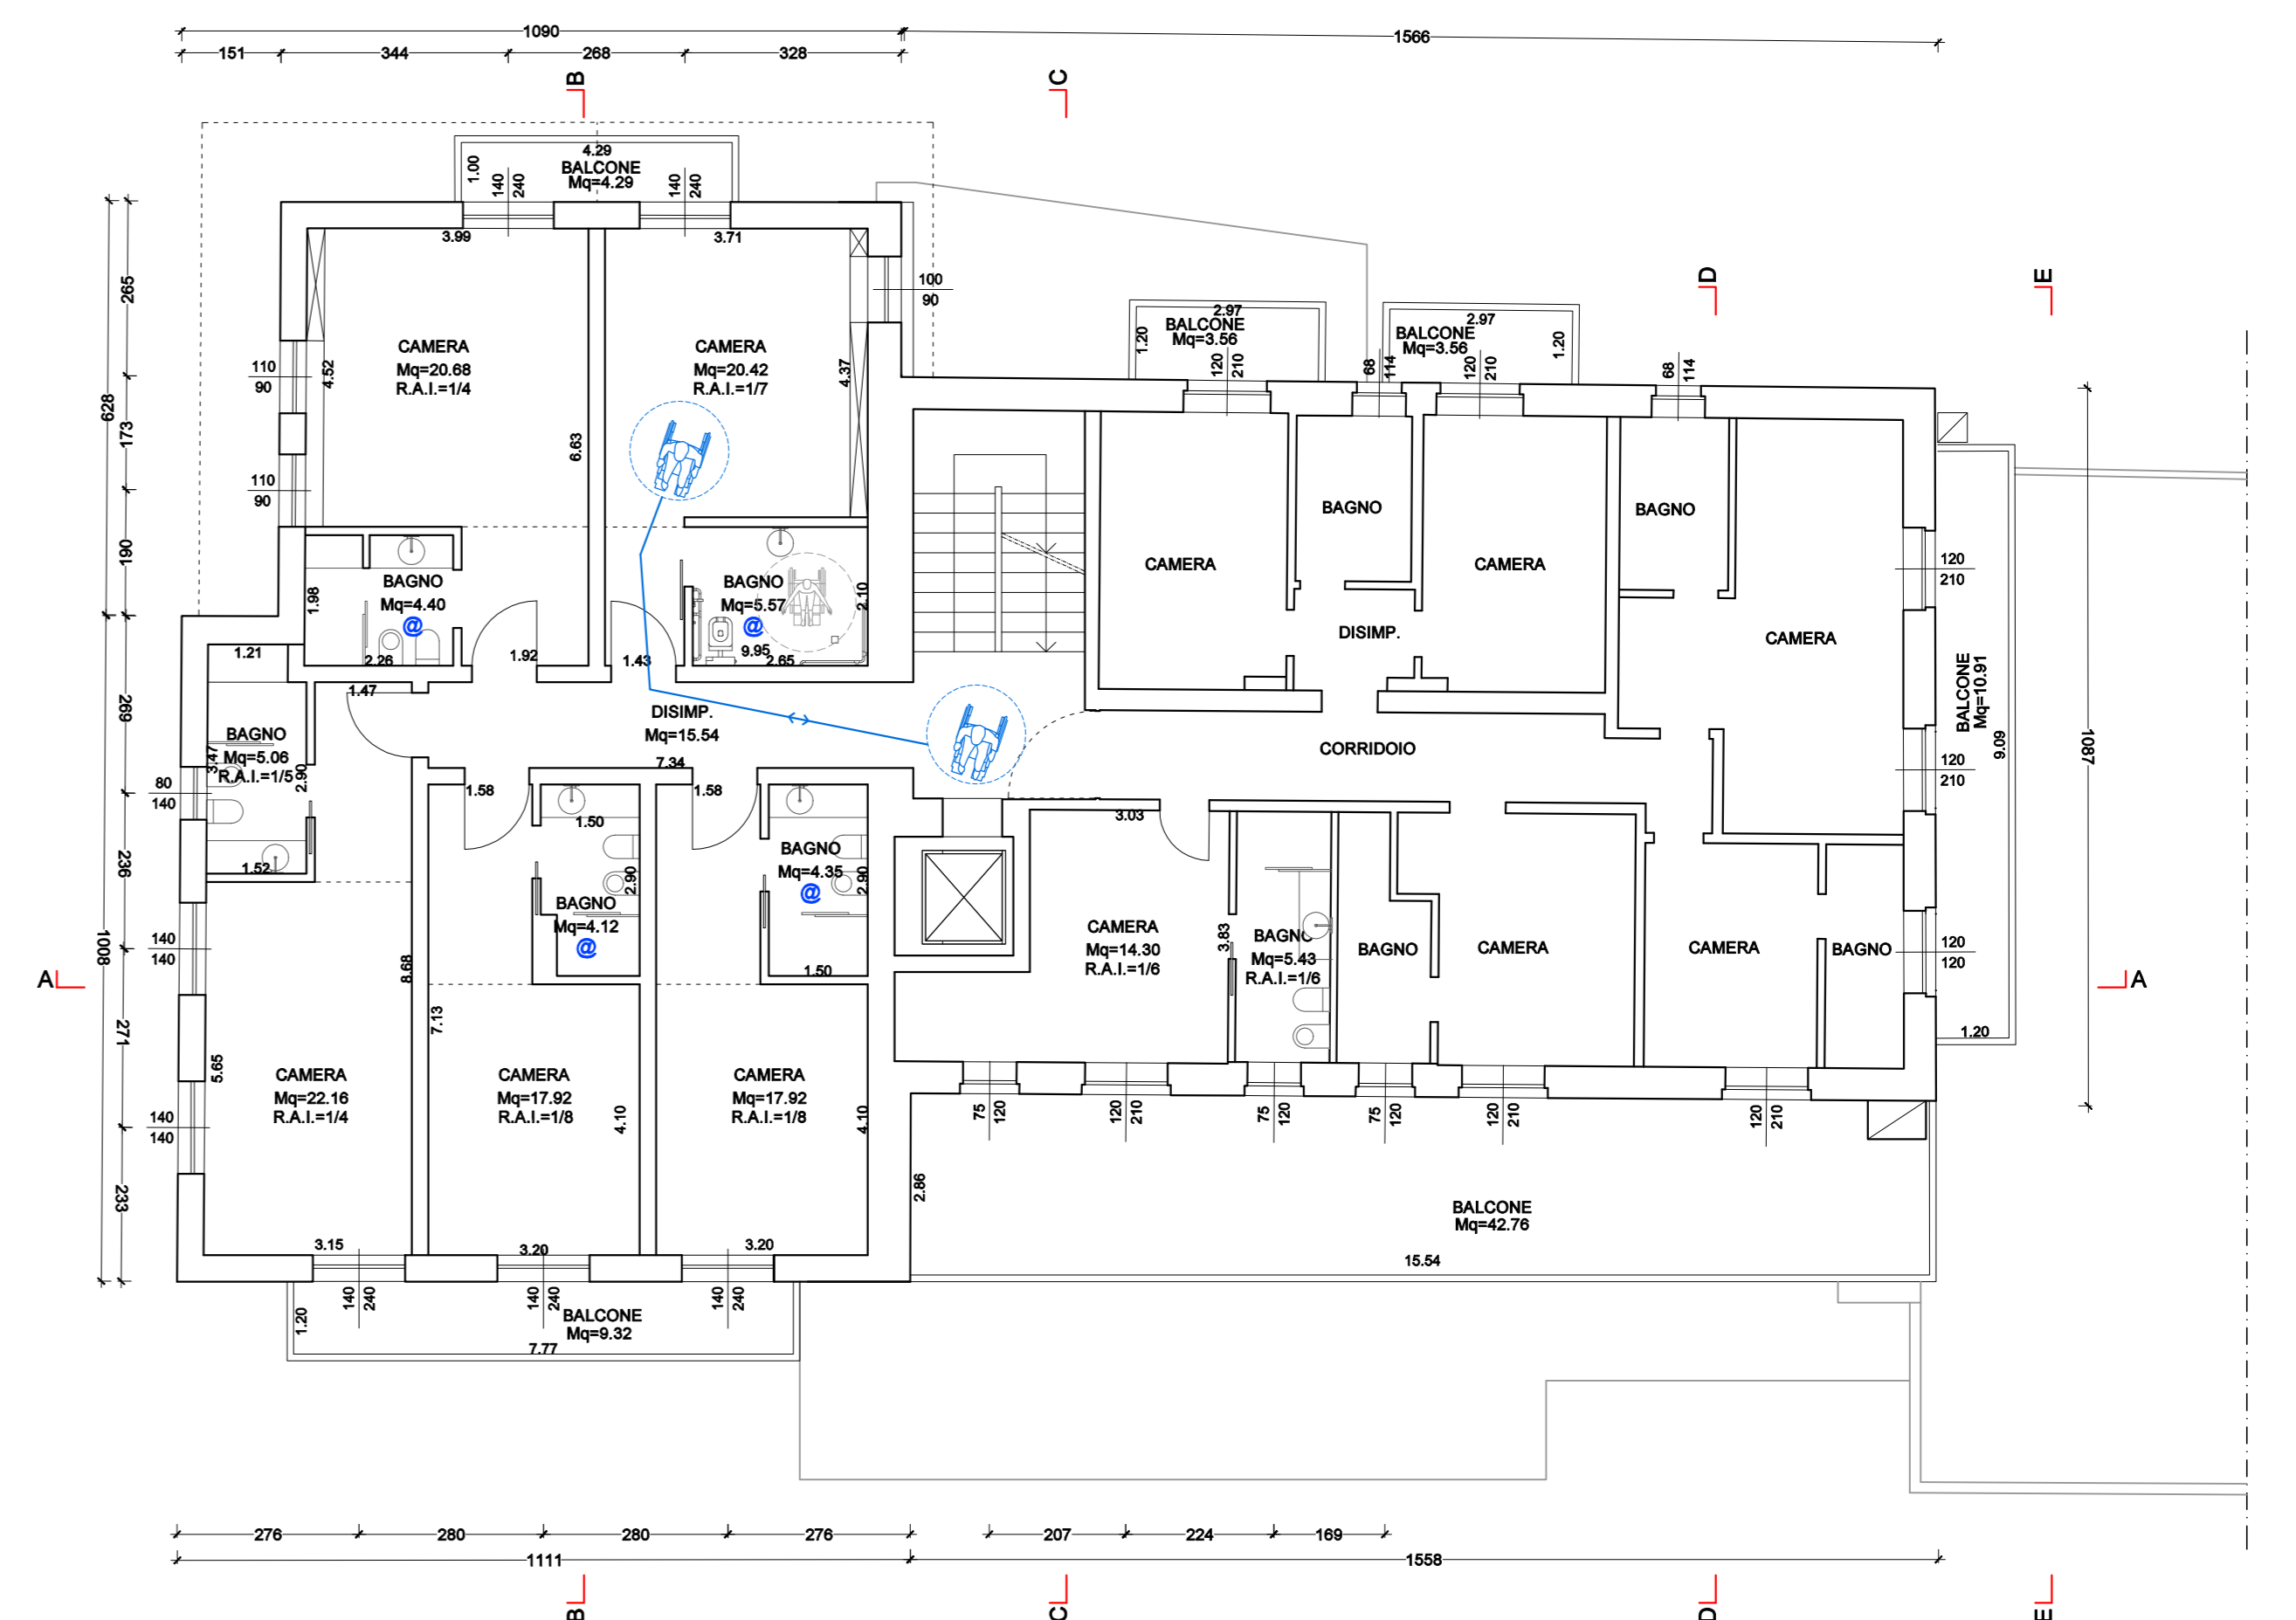 1090
1566
151
344
268
328
B
C
4.29
1.00
BALCONE
Mq=4.29
140
240
140
240
3.99
3.71
D
E
265
628
173
190
100
90
110
90
110
90
4.52
CAMERA
Mq=20.68
R.A.I.=1/4
6.63
CAMERA
Mq=20.42
R.A.I.=1/7
4.37
2.97
1.20
BALCONE
Mq=3.56
120
210
68
114
2.97
BALCONE
Mq=3.56
1.20
120
210
68
114
BAGNO
Mq=4.40
@
1.98
2.26
1.92
BAGNO
Mq=5.57
@
9.95
2.65
2.10
1.43
CAMERA
BAGNO
CAMERA
BAGNO
CAMERA
DISIMP.
120
210
120
210
BALCONE
Mq=10.91
9.09
1087
1.21
1.47
DISIMP.
Mq=15.54
7.34
CORRIDOIO
BAGNO
Mq=5.06
R.A.I.=1/5
3.47
2.90
1.52
80
140
269
236
1008
271
233
140
140
140
140
1.58
1.50
BAGNO
Mq=4.12
@
2.90
1.58
BAGNO
Mq=4.35
@
2.90
1.50
3.03
CAMERA
Mq=14.30
R.A.I.=1/6
3.83
BAGNO
Mq=5.43
R.A.I.=1/6
BAGNO
CAMERA
CAMERA
BAGNO
120
120
1.20
A
A
8.68
7.13
5.65
CAMERA
Mq=22.16
R.A.I.=1/4
CAMERA
Mq=17.92
R.A.I.=1/8
4.10
CAMERA
Mq=17.92
R.A.I.=1/8
4.10
75
120
120
210
75
120
75
120
120
210
120
210
2.86
BALCONE
Mq=42.76
15.54
3.15
3.20
3.20
140
240
140
240
140
240
1.20
BALCONE
Mq=9.32
7.77
276
280
280
276
207
224
169
1111
1558
B
C
D
E